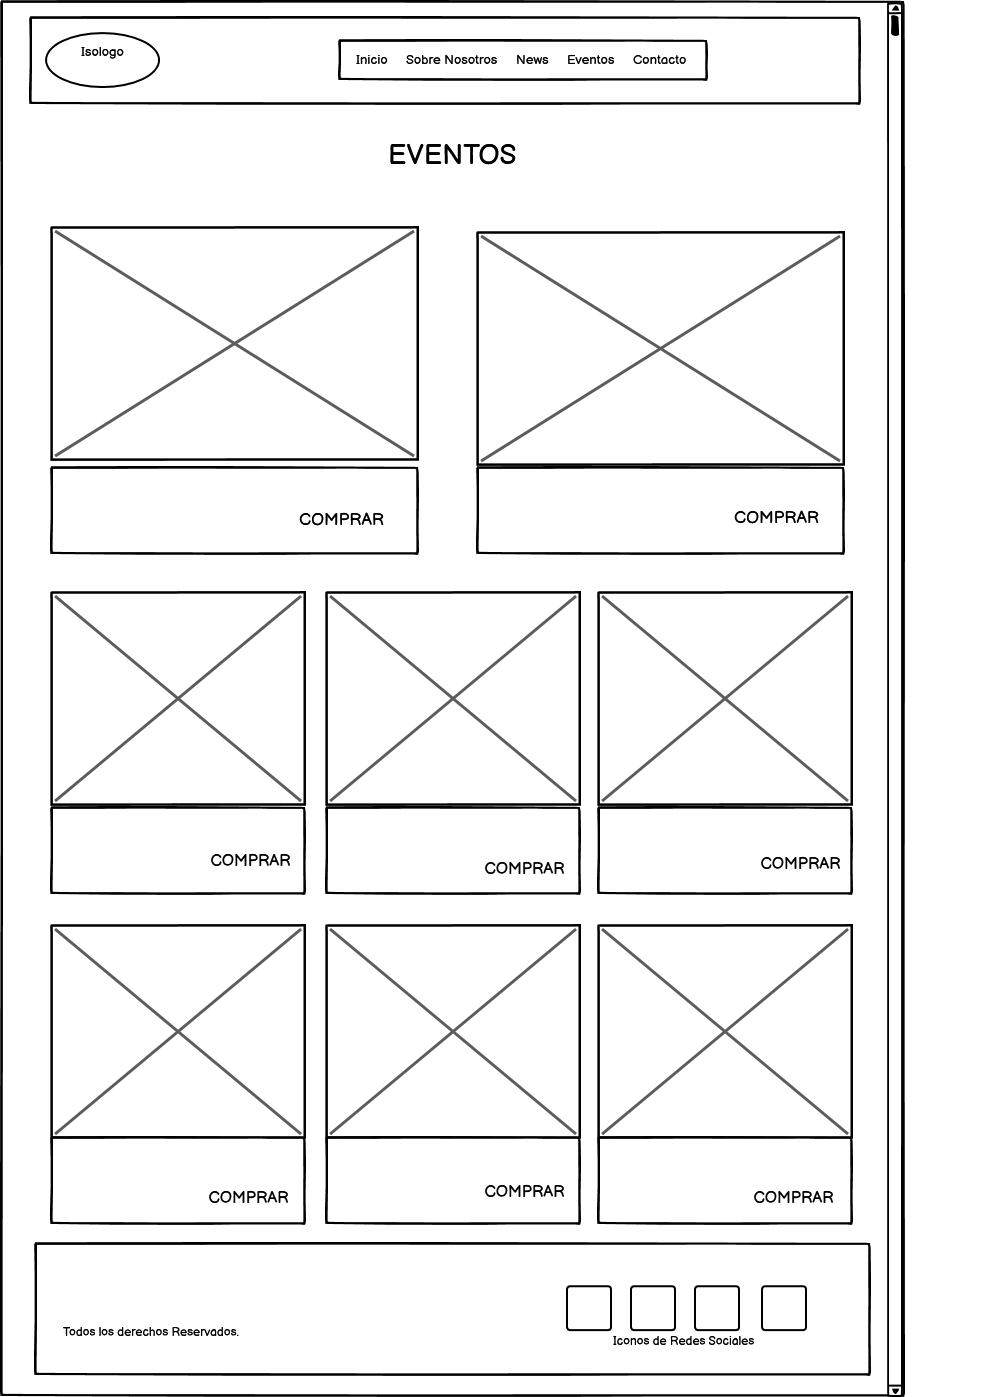 Isologo
Inicio Sobre Nosotros News Eventos Contacto
EVENTOS
COMPRAR
COMPRAR
COMPRAR
COMPRAR
COMPRAR
COMPRAR
COMPRAR
COMPRAR
Todos los derechos Reservados.
Iconos de Redes Sociales